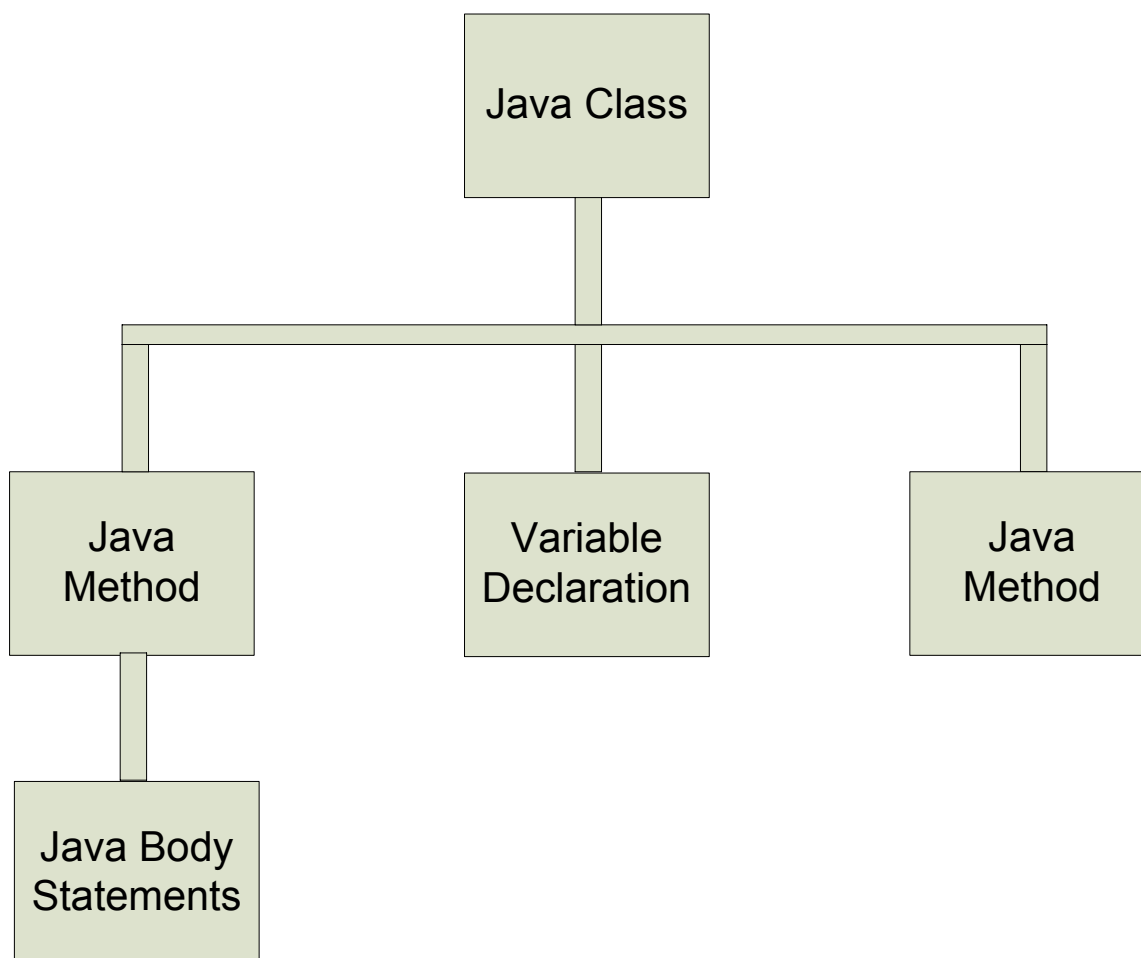 Java Class
Java
Method
Variable
Declaration
Java
Method
Java Body
Statements